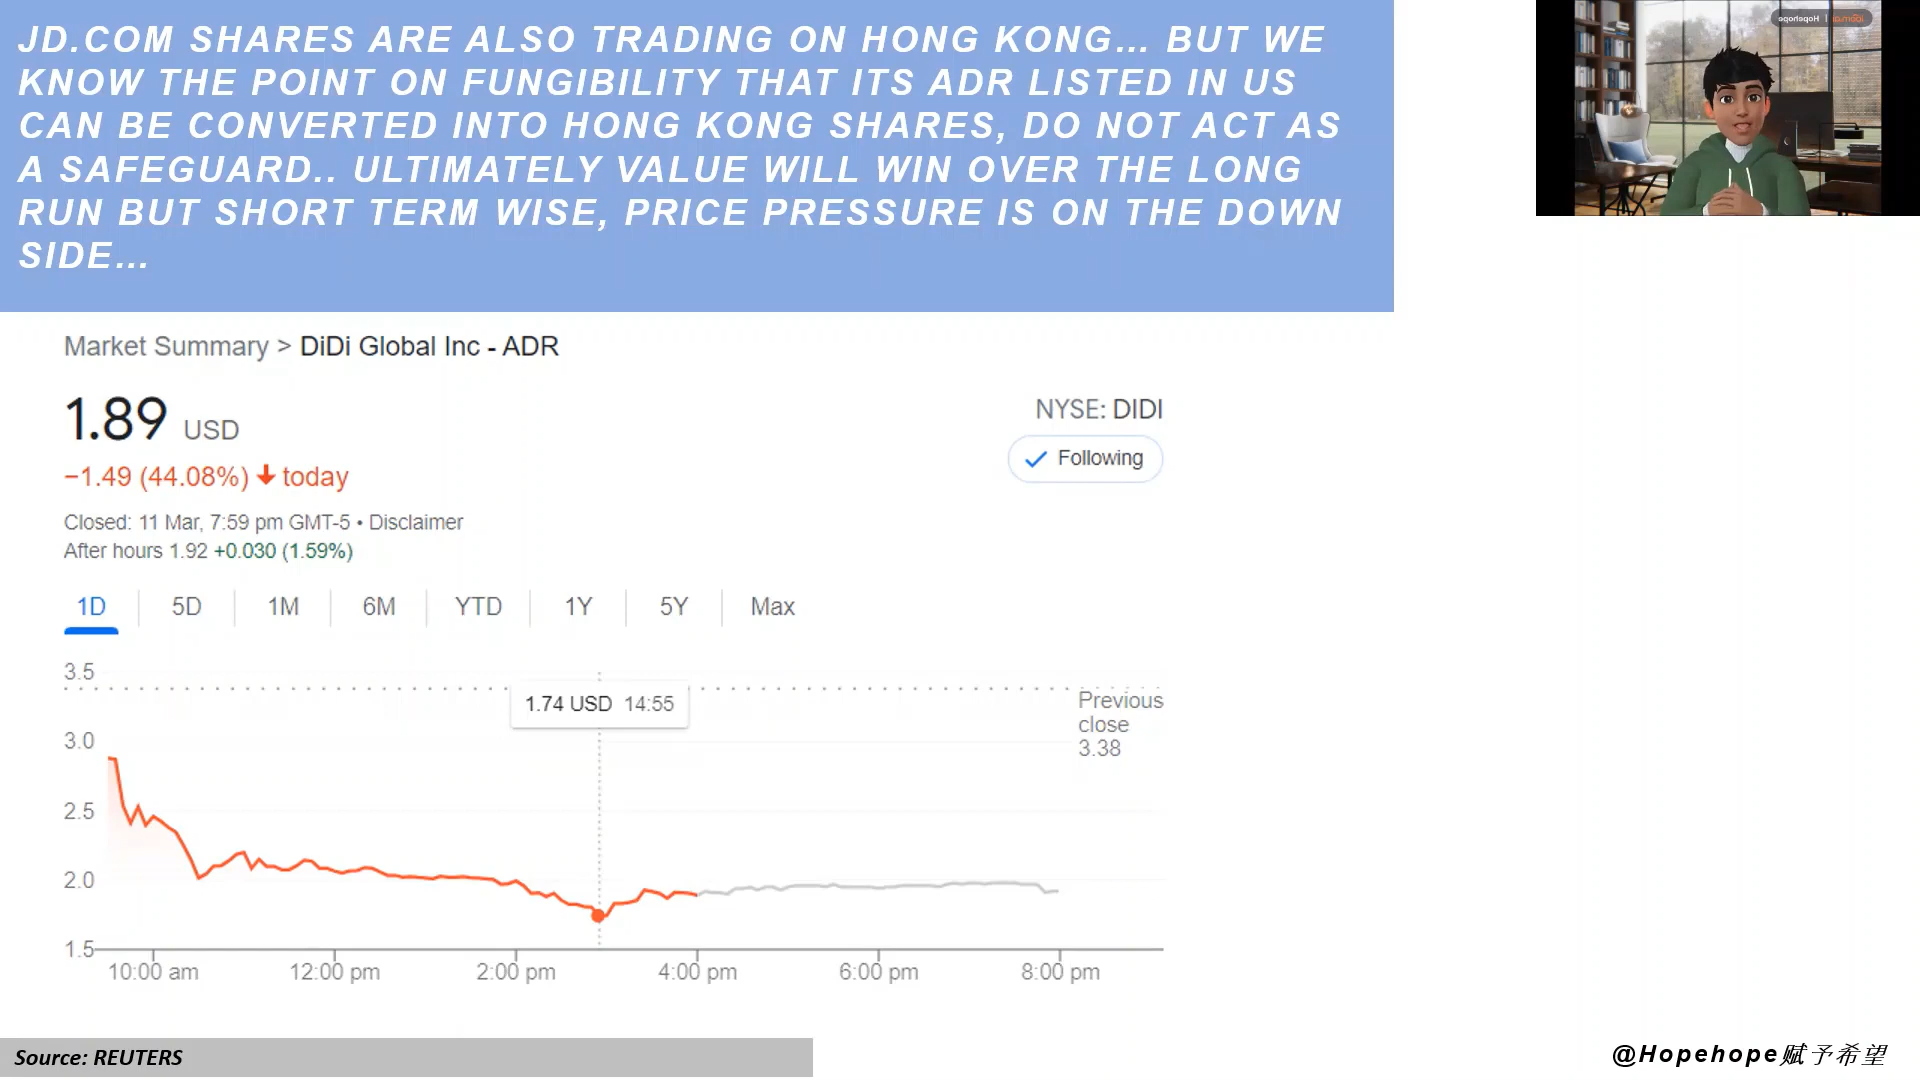 JD.COM SHARES ARE ALSO TRADING ON HONG KONG... BUT WE
KNOW THE POINT ON FUNGIBILITY THAT ITS ADR LISTED IN US
CAN BE CONVERTED INTO HONG KONG SHARES, DO NOT ACT AS
A SAFEGUARD.. ULTIMATELY VALUE WILL WIN OVER THE LONG
RUN BUT SHORT TERM WISE, PRICE PRESSURE IS ON THE DOWN
SIDE...
Hopehope | Zoom.ai
Market Summary > DiDi Global Inc - ADR
1.89 USD
NYSE: DIDI
−1.49 (44.08%) today
Following
Closed: 11 Mar, 7:59 pm GMT-5 • Disclaimer
After hours 1.92 +0.030 (1.59%)
1D 5D 1M 6M YTD 1Y 5Y Max
3.5
1.74 USD 14:55
Previous
close
3.38
3.0
2.5
2.0
1.5
10:00 am 12:00 pm 2:00 pm 4:00 pm 6:00 pm 8:00 pm
Source: REUTERS
@Hopehope赋予希望